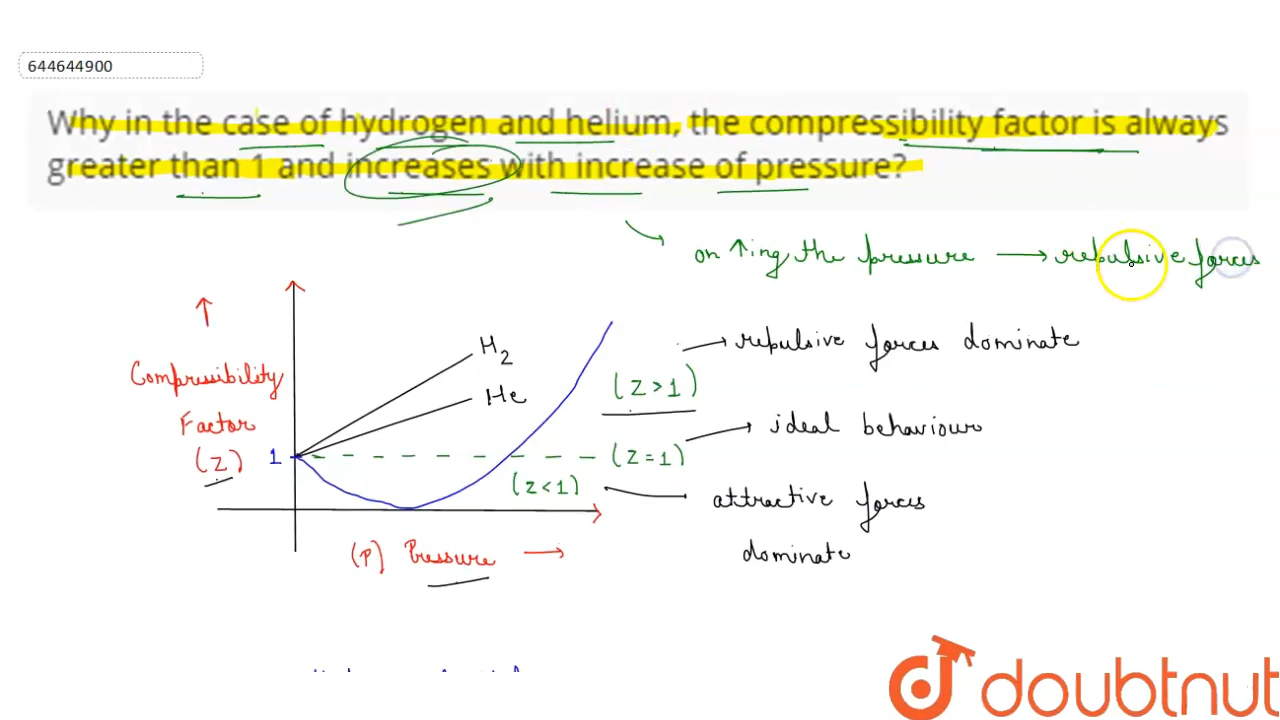 644644900
Why in the case of hydrogen and helium, the compressibility factor is always
greater than 1 and increases with increase of pressure?
on ↑ing the pressure → repulsive forces
↑
Compressibility
Factor
(Z)
1
H2
He
(Z>1)
→ repulsive forces dominate
(Z=1)
→ ideal behaviour
(Z<1)
attractive forces
dominate
(P) Pressure →
doubtnut